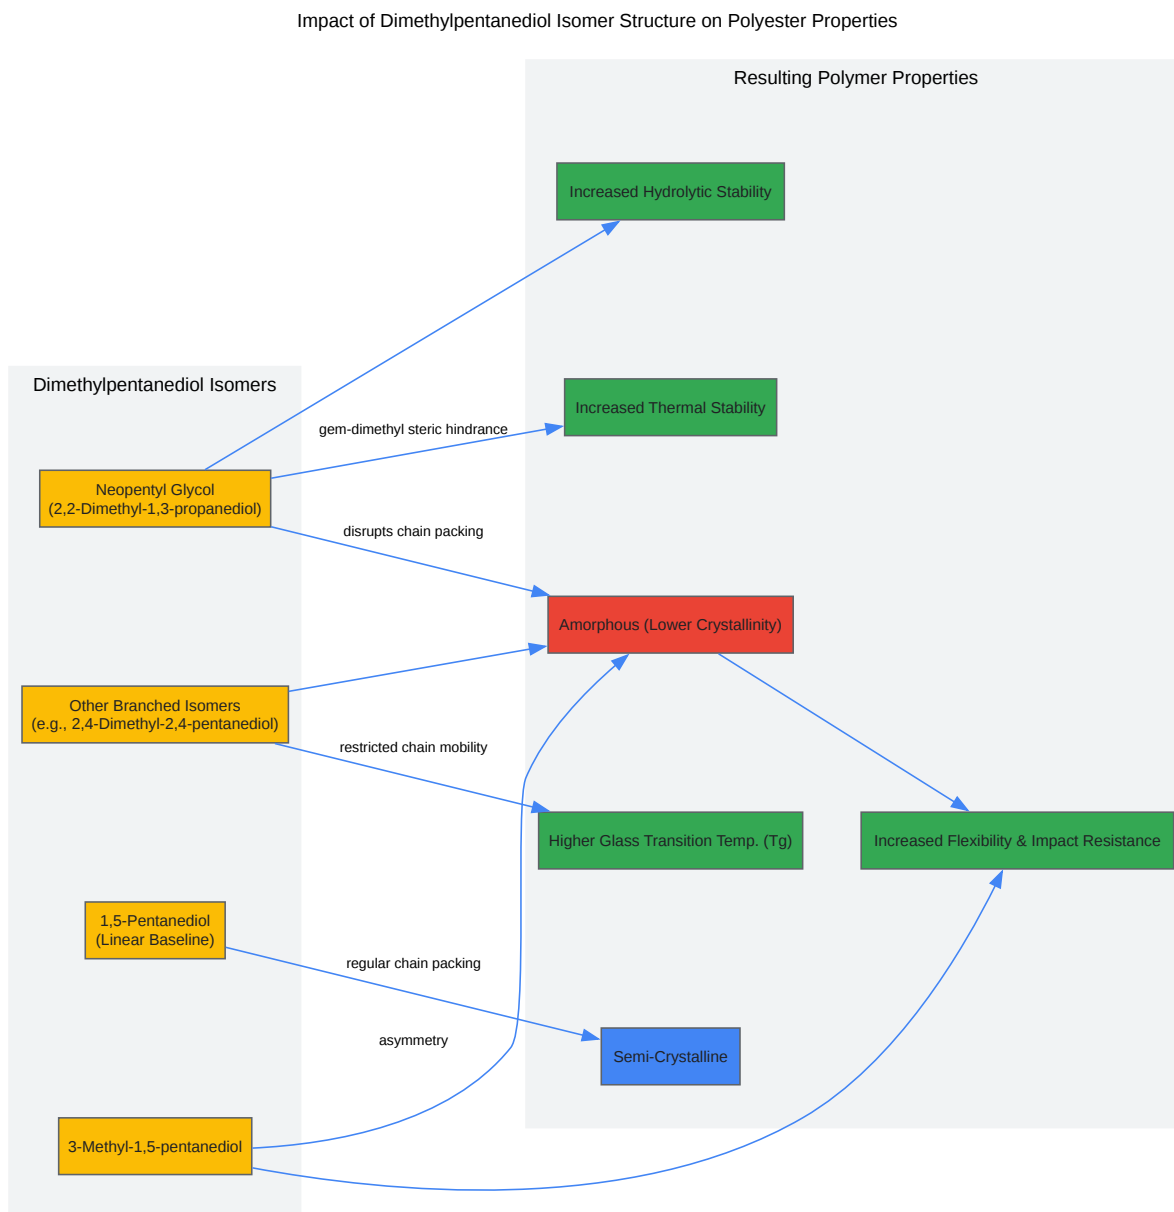 Impact of Dimethylpentanediol Isomer Structure on Polyester Properties
Resulting Polymer Properties
Increased Hydrolytic Stability
Dimethylpentanediol Isomers
Increased Thermal Stability
gem-dimethyl steric hindrance
Neopentyl Glycol
(2,2-Dimethyl-1,3-propanediol)
disrupts chain packing
Amorphous (Lower Crystallinity)
Other Branched Isomers
(e.g., 2,4-Dimethyl-2,4-pentanediol)
restricted chain mobility
Higher Glass Transition Temp. (Tg)
Increased Flexibility & Impact Resistance
1,5-Pentanediol
(Linear Baseline)
regular chain packing
asymmetry
Semi-Crystalline
3-Methyl-1,5-pentanediol